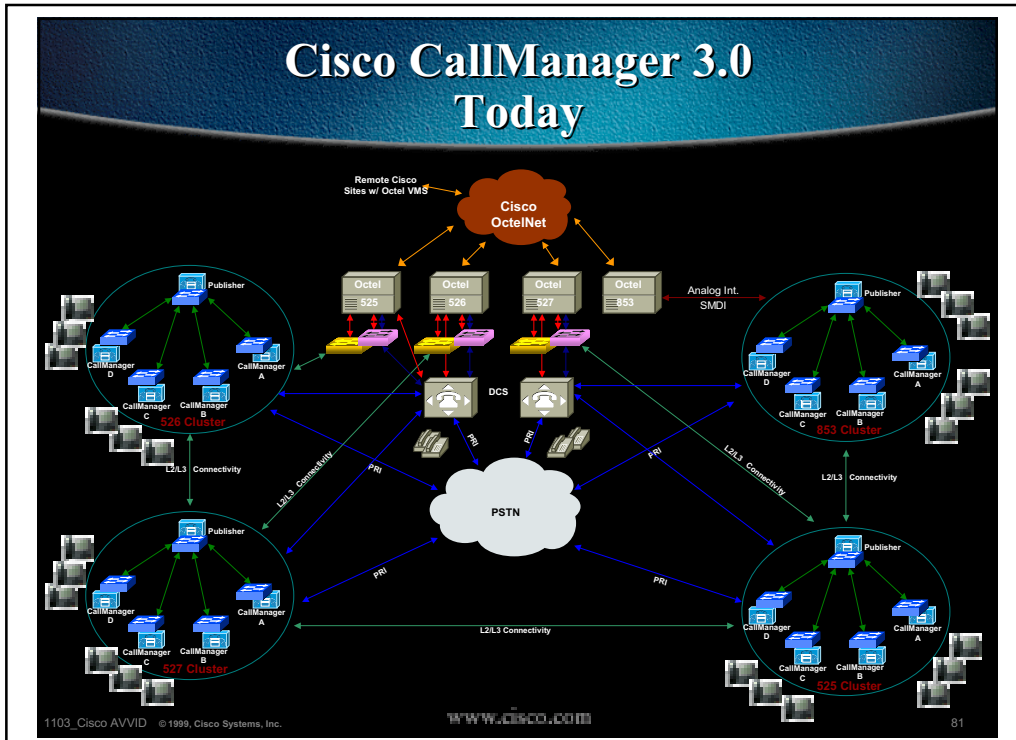 Cisco CallManager 3.0
Today
Remote Cisco
Sites w/ Octel VMS
Cisco
OctelNet
Octel
525
Octel
526
Octel
527
Octel
853
Analog Int.
SMDI
Publisher
CallManager
D
CallManager
C
CallManager
B
CallManager
A
526 Cluster
Publisher
CallManager
D
CallManager
C
CallManager
B
CallManager
A
853 Cluster
DCS
PRI
PRI
L2/L3 Connectivity
L2/L3 Connectivity
PRI
PRI
L2/L3 Connectivity
L2/L3 Connectivity
PSTN
Publisher
CallManager
D
CallManager
C
CallManager
B
CallManager
A
527 Cluster
PRI
PRI
L2/L3 Connectivity
Publisher
CallManager
D
CallManager
C
CallManager
B
CallManager
A
525 Cluster
1103_Cisco AVVID © 1999, Cisco Systems, Inc.
www.cisco.com
81